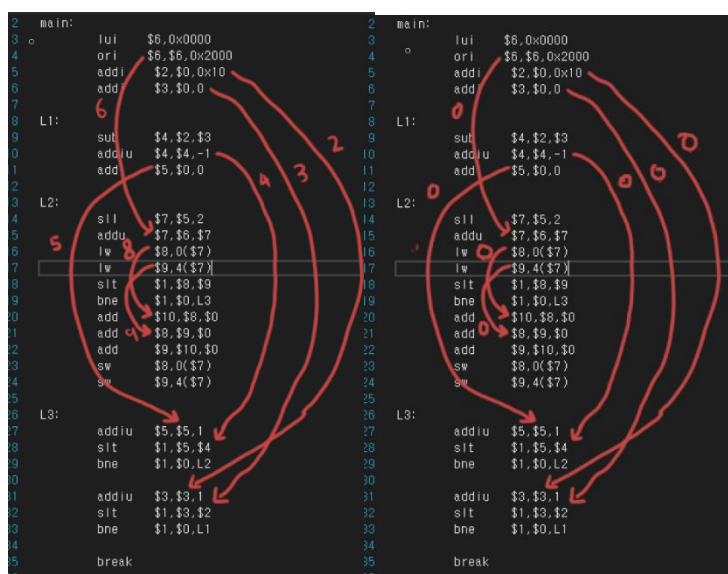 2 main:
3 lui $6,0x0000
4 ori $6,$6,0x2000
5 addi $2,$0,0x10
6 addi $3,$0,0
7
8 L1:
9 sub $4,$2,$3
10 addiu $4,$4,-1
11 add $5,$0,0
12
13 L2:
14 sll $7,$5,2
15 addu $7,$6,$7
16 lw $8,0($7)
17 lw $9,4($7)
18 slt $1,$8,$9
19 bne $1,$0,L3
20 add $10,$8,$0
21 add $8,$9,$0
22 add $9,$10,$0
23 sw $8,0($7)
24 sw $9,4($7)
25
26 L3:
27 addiu $5,$5,1
28 slt $1,$5,$4
29 bne $1,$0,L2
30
31 addiu $3,$3,1
32 slt $1,$3,$2
33 bne $1,$0,L1
34
35 break
6
2
3
4
5
8
9
2 main:
3 lui $6,0x0000
4 ori $6,$6,0x2000
5 addi $2,$0,0x10
6 addi $3,$0,0
7
8 L1:
9 sub $4,$2,$3
10 addiu $4,$4,-1
11 add $5,$0,0
12
13 L2:
14 sll $7,$5,2
15 addu $7,$6,$7
16 lw $8,0($7)
17 lw $9,4($7)
18 slt $1,$8,$9
19 bne $1,$0,L3
20 add $10,$8,$0
21 add $8,$9,$0
22 add $9,$10,$0
23 sw $8,0($7)
24 sw $9,4($7)
25
26 L3:
27 addiu $5,$5,1
28 slt $1,$5,$4
29 bne $1,$0,L2
30
31 addiu $3,$3,1
32 slt $1,$3,$2
33 bne $1,$0,L1
34
35 break
0
0
0
0
0
0
0